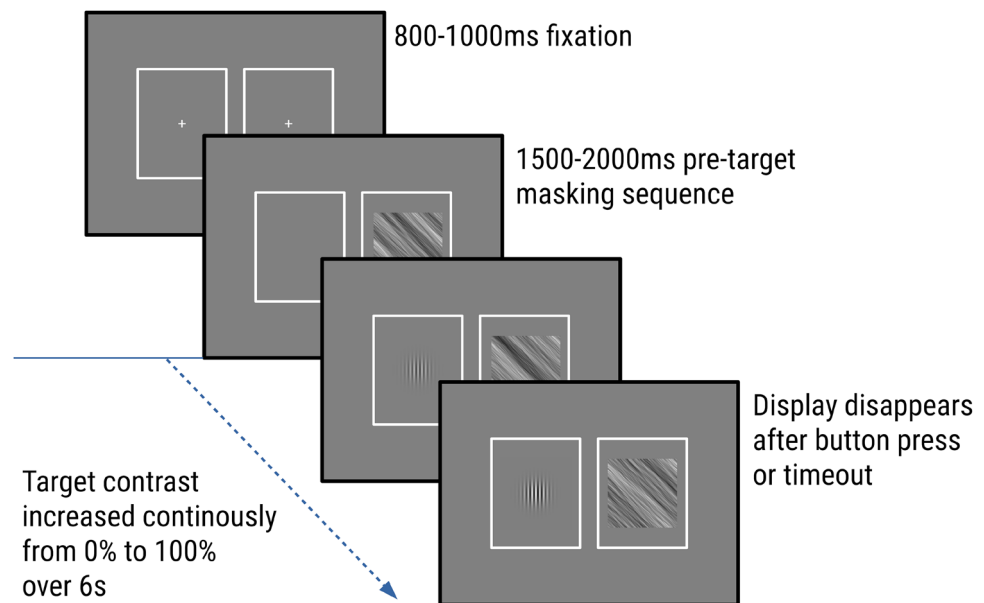 800-1000ms fixation
1500-2000ms pre-target
masking sequence
Display disappears
after button press
or timeout
Target contrast
increased continously
from 0% to 100%
over 6s